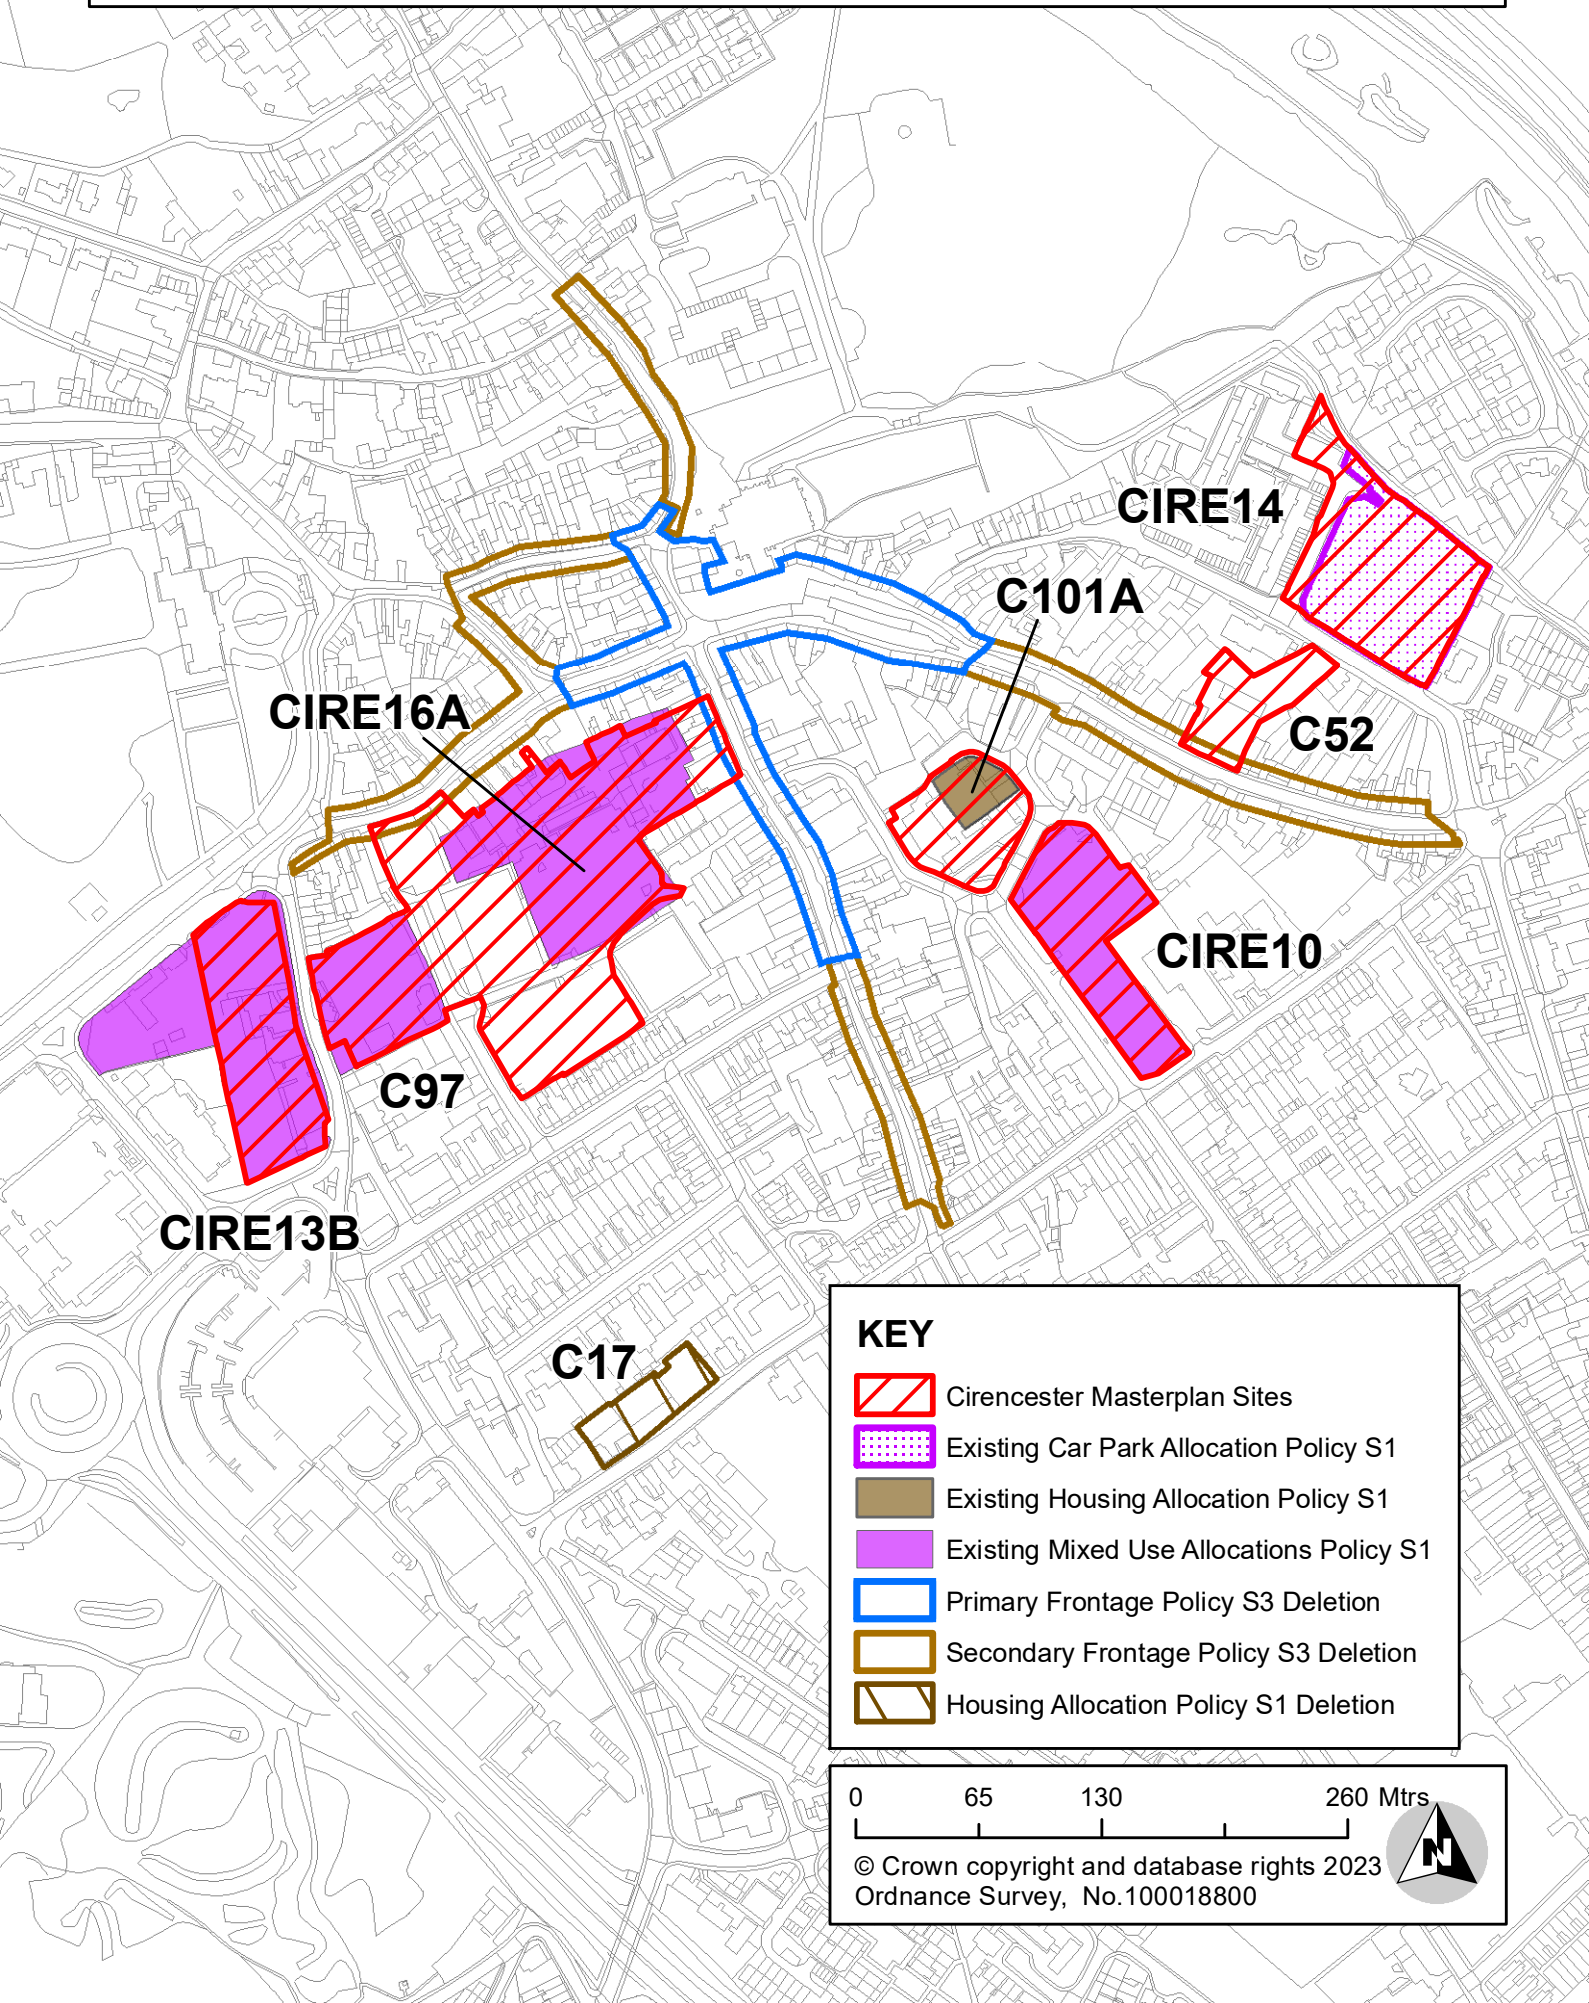 CIRE14
C101A
CIRE16A
C52
CIRE10
C97
CIRE13B
C17
KEY
Cirencester Masterplan Sites
Existing Car Park Allocation Policy S1
Existing Housing Allocation Policy S1
Existing Mixed Use Allocations Policy S1
Primary Frontage Policy S3 Deletion
Secondary Frontage Policy S3 Deletion
Housing Allocation Policy S1 Deletion
0 65 130 260 Mtrs
N
© Crown copyright and database rights 2023
Ordnance Survey, No.100018800